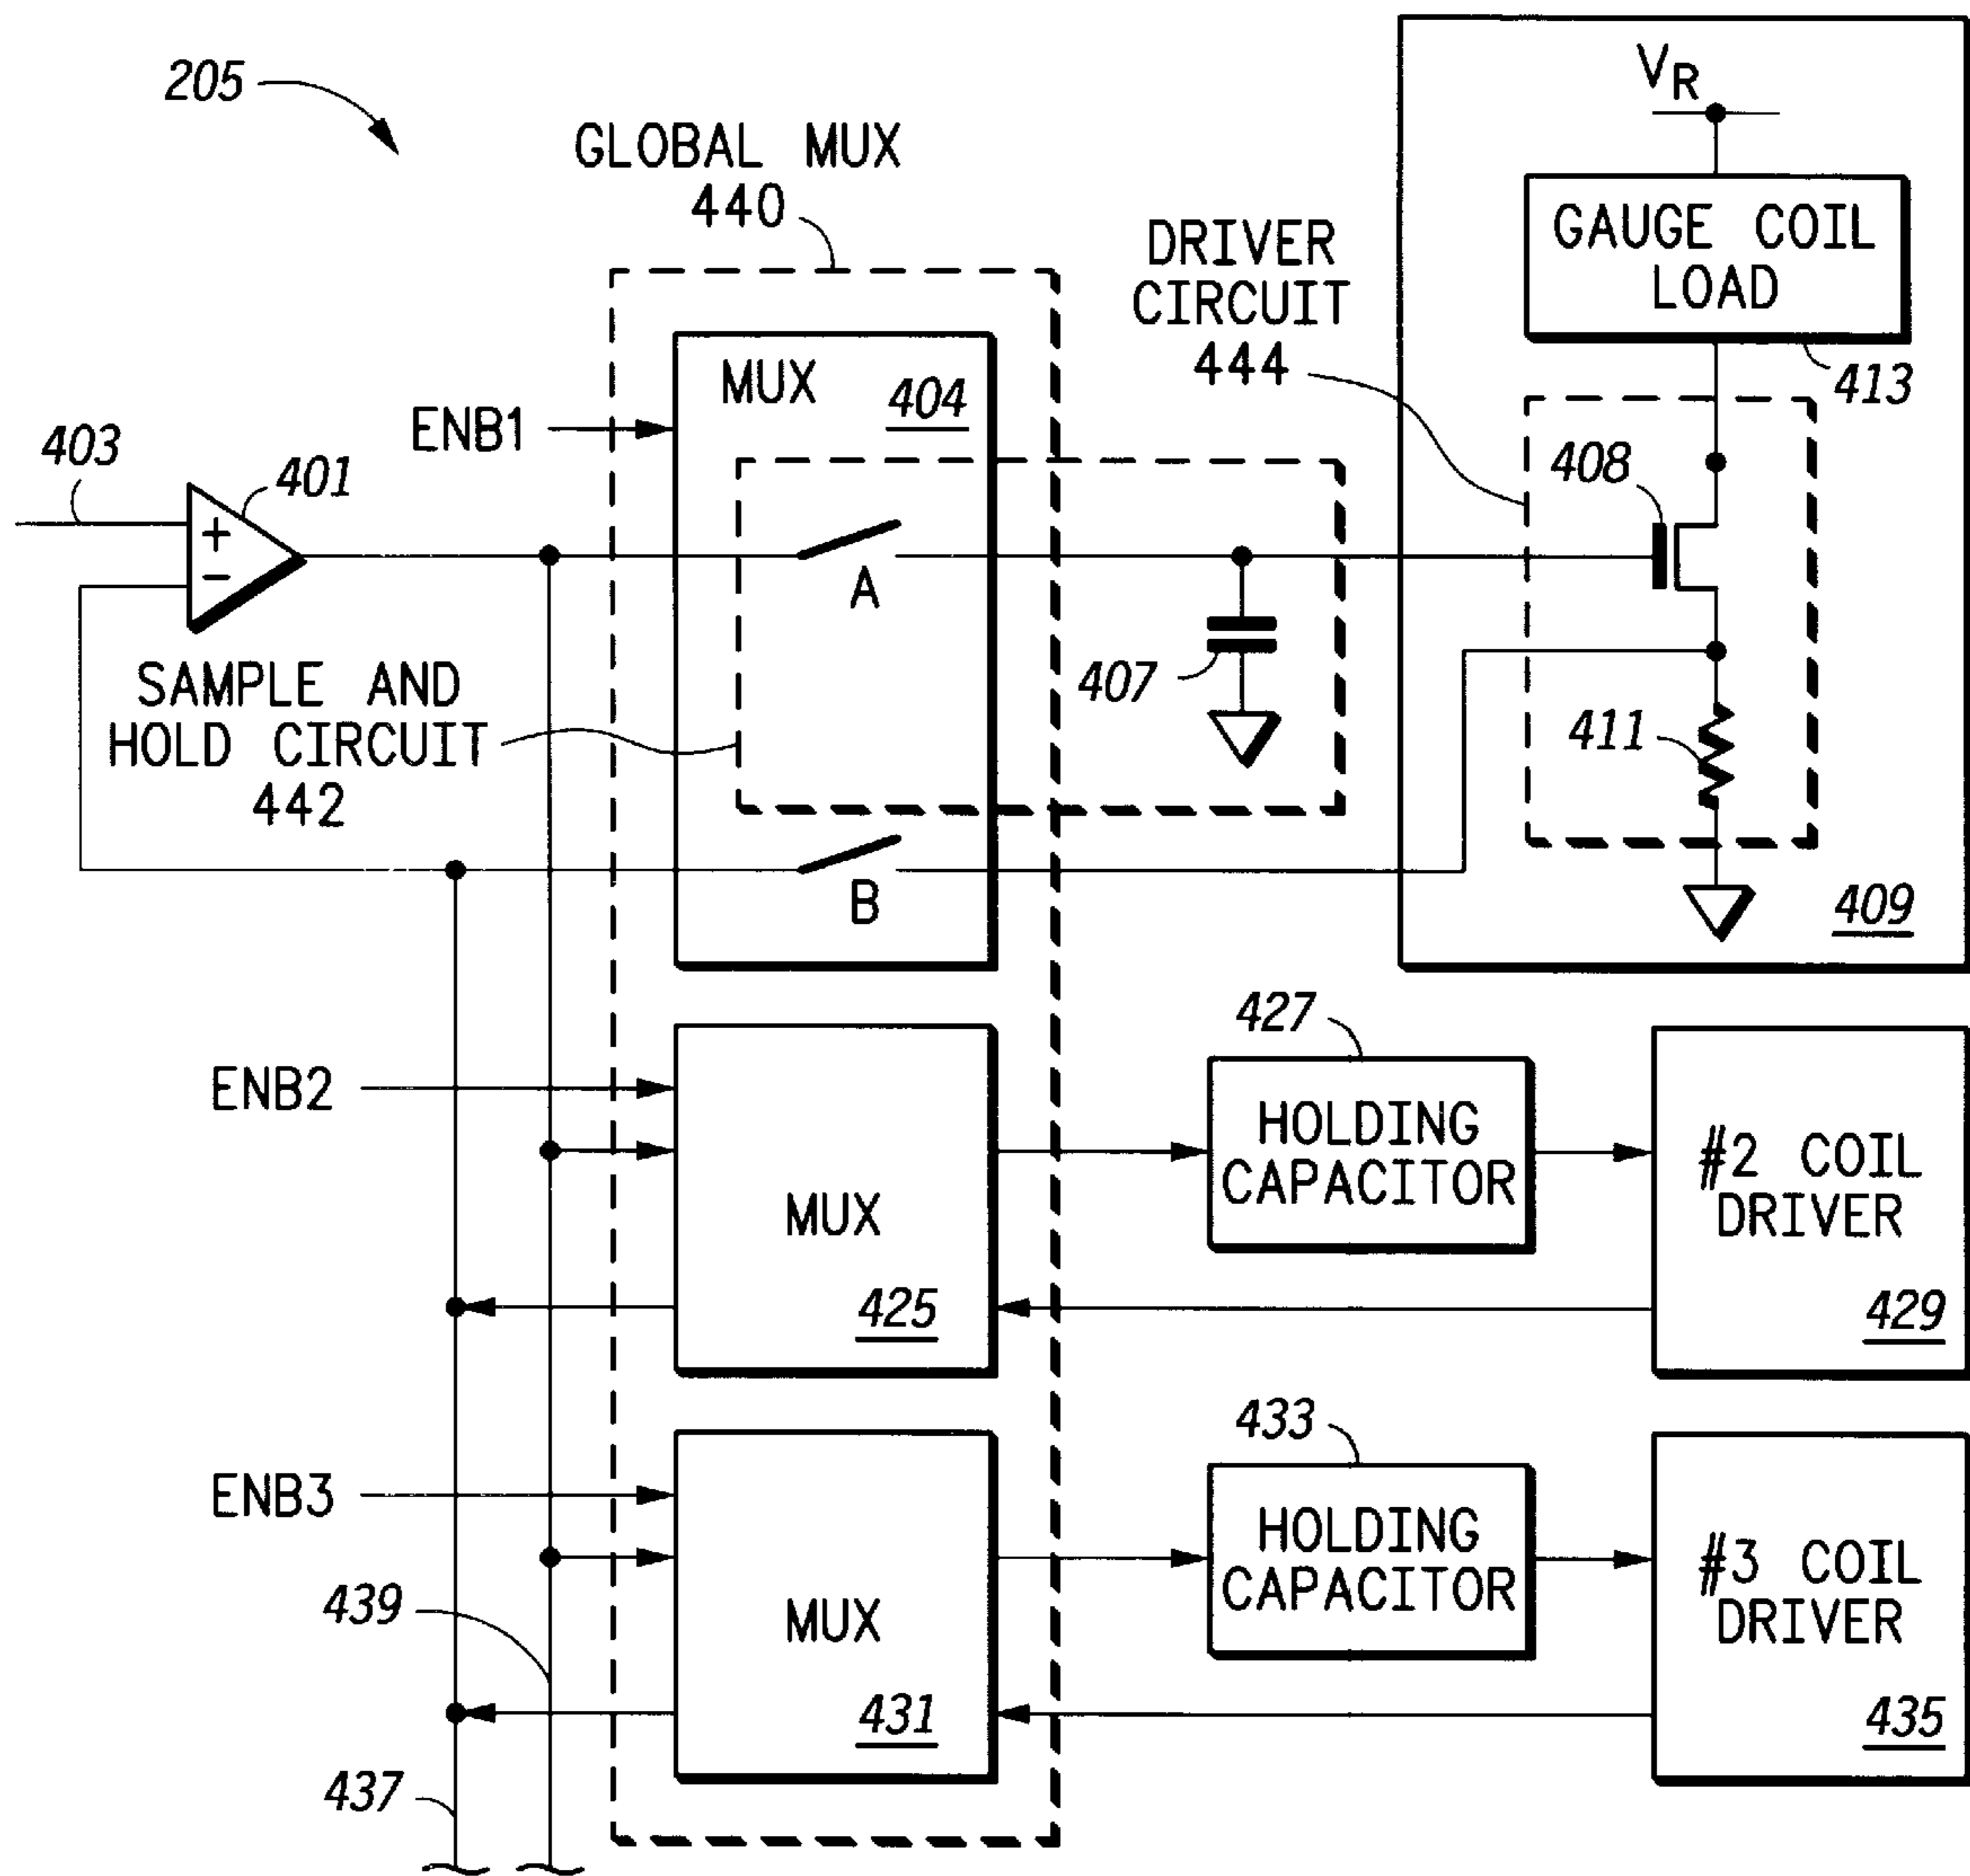 205
GLOBAL MUX
440
DRIVER
CIRCUIT
444
VR
GAUGE COIL
LOAD
413
MUX
404
ENB1
403
401
+
−
A
408
407
411
SAMPLE AND
HOLD CIRCUIT
442
B
409
ENB2
MUX
425
427
HOLDING
CAPACITOR
#2 COIL
DRIVER
429
ENB3
MUX
431
433
HOLDING
CAPACITOR
#3 COIL
DRIVER
435
439
437